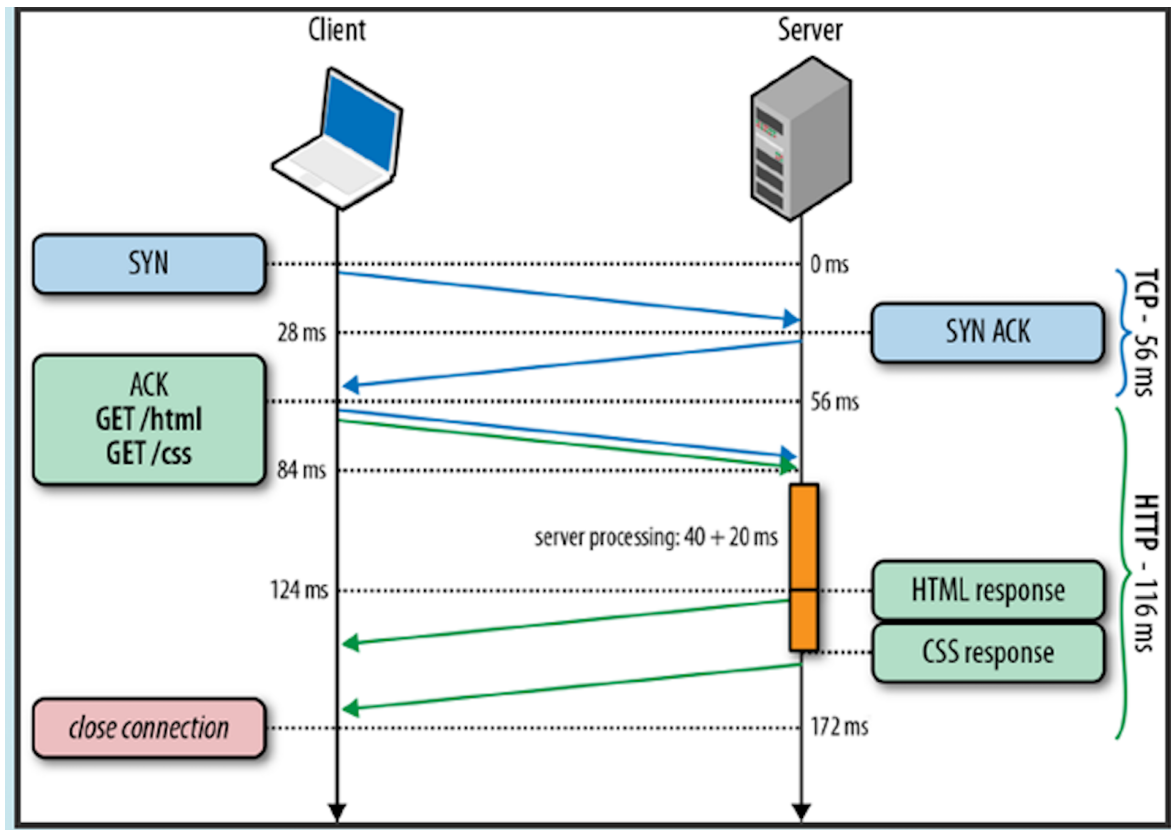 Client
Server
SYN
0 ms
28 ms
SYN ACK
TCP - 56 ms
ACK
GET /html
GET /css
56 ms
84 ms
server processing: 40 + 20 ms
HTTP - 116 ms
124 ms
HTML response
CSS response
close connection
172 ms